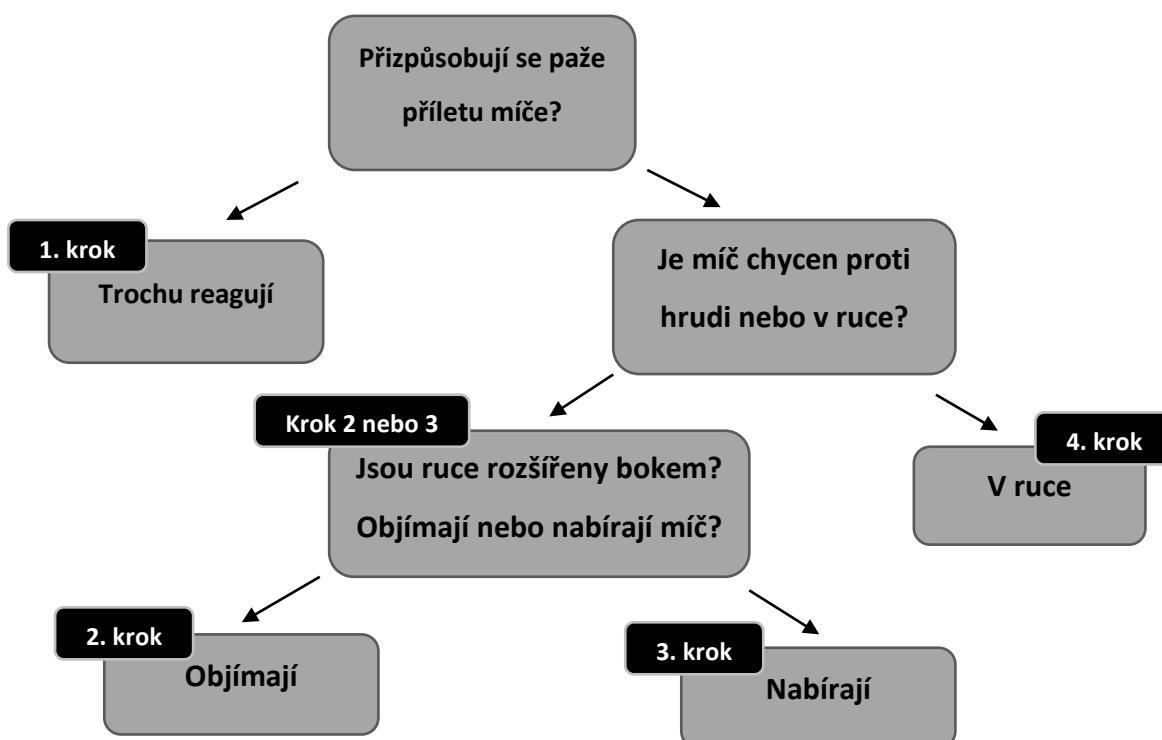 Přizpůsobují se paže
příletu míče?
1. krok
Trochu reagují
Je míč chycen proti
hrudi nebo v ruce?
Krok 2 nebo 3
Jsou ruce rozšířeny bokem?
Objímají nebo nabírají míč?
4. krok
V ruce
2. krok
Objímají
3. krok
Nabírají